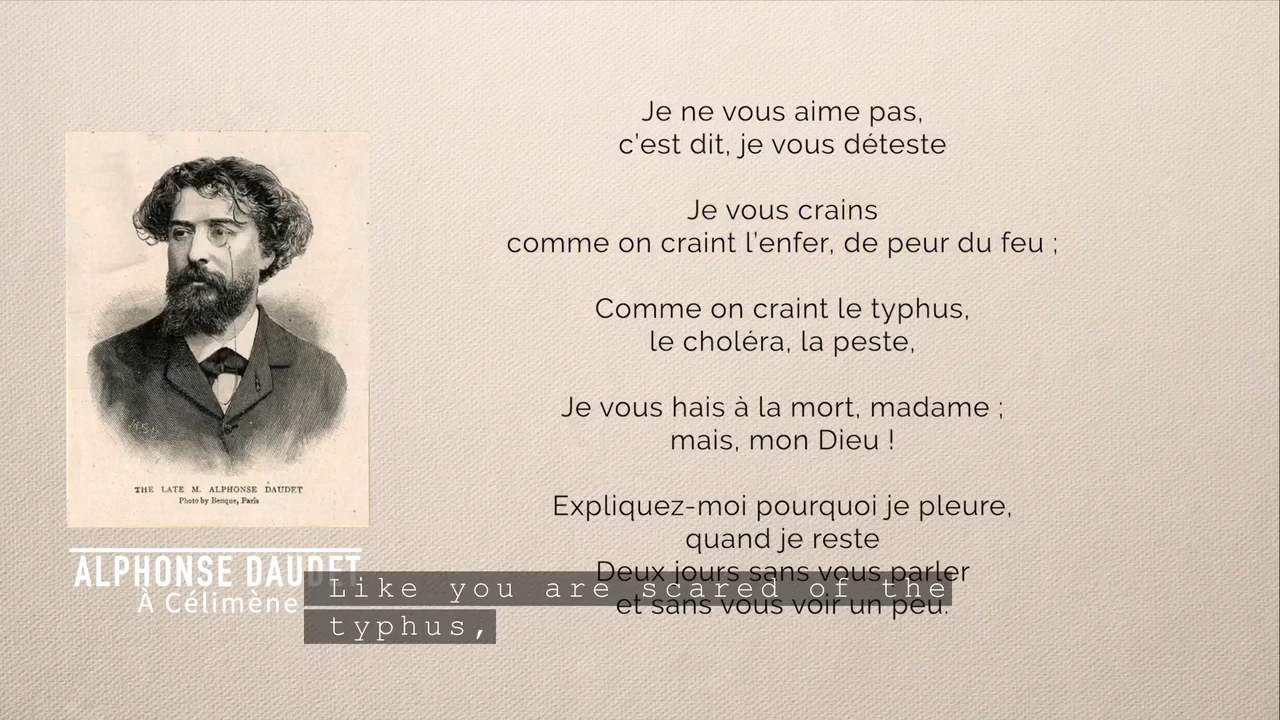 Je ne vous aime pas,
c’est dit, je vous déteste
Je vous crains
comme on craint l’enfer, de peur du feu ;
Comme on craint le typhus,
le choléra, la peste,
Je vous hais à la mort, madame ;
mais, mon Dieu !
Expliquez-moi pourquoi je pleure,
quand je reste
Deux jours sans vous parler
et sans vous voir un peu.
THE LATE M. ALPHONSE DAUDET
Photo by Benque, Paris
ALPHONSE DAUDET
À Célimène
Like you are scared of the
typhus,